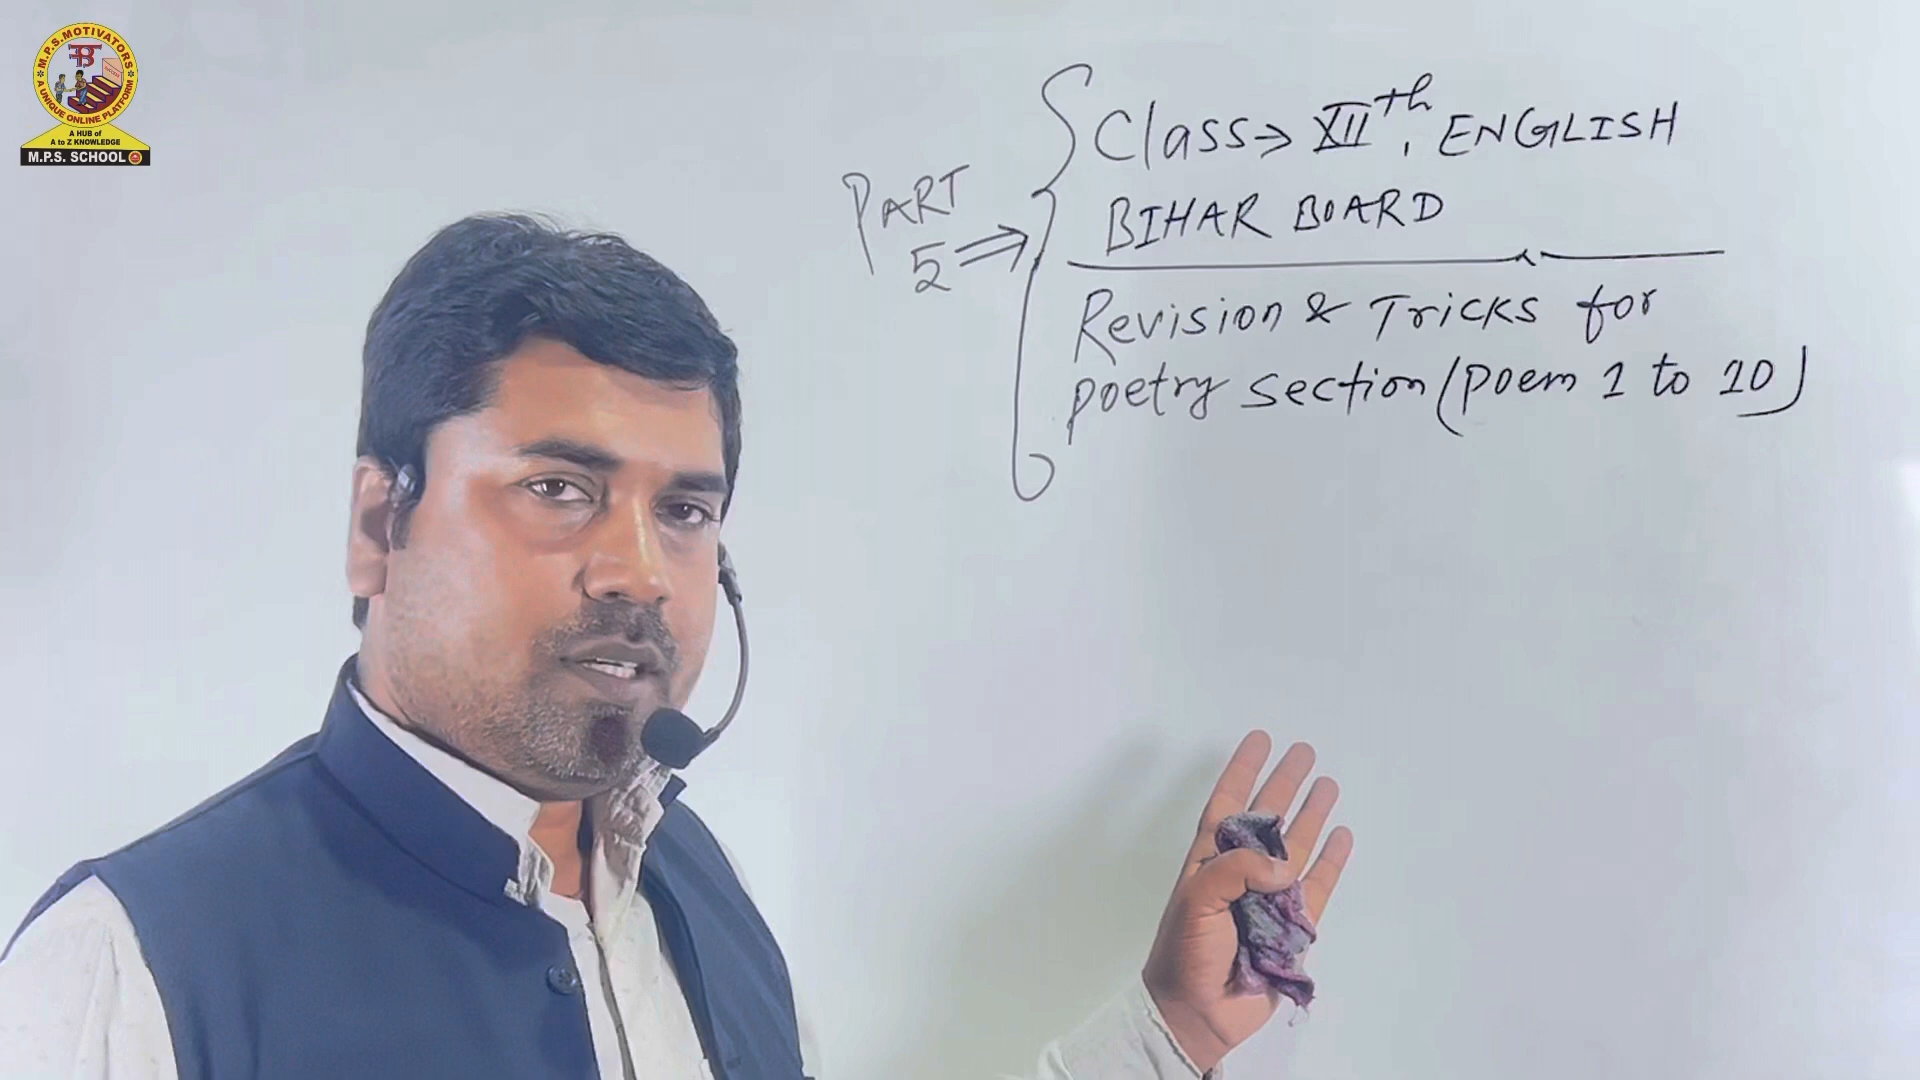 M.P.S. MOTIVATORS
A UNIQUE ONLINE PLATFORM
A HUB of
A to Z KNOWLEDGE
M.P.S. SCHOOL
PART
5 ⇒
Class → XIIth, ENGLISH
BIHAR BOARD
Revision & Tricks for
Poetry section (Poem 1 to 10)